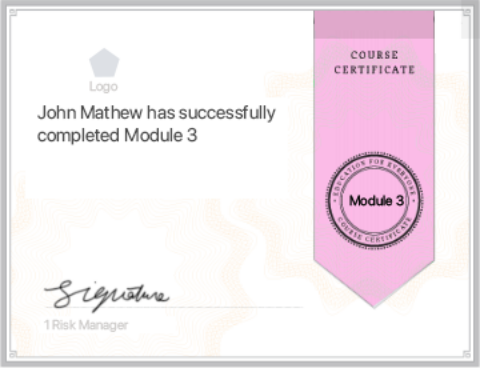 COURSE
CERTIFICATE
Logo
John Mathew has successfully
completed Module 3
EDUCATION FOR EVERYONE
Module 3
COURSE CERTIFICATE
Signature
1 Risk Manager